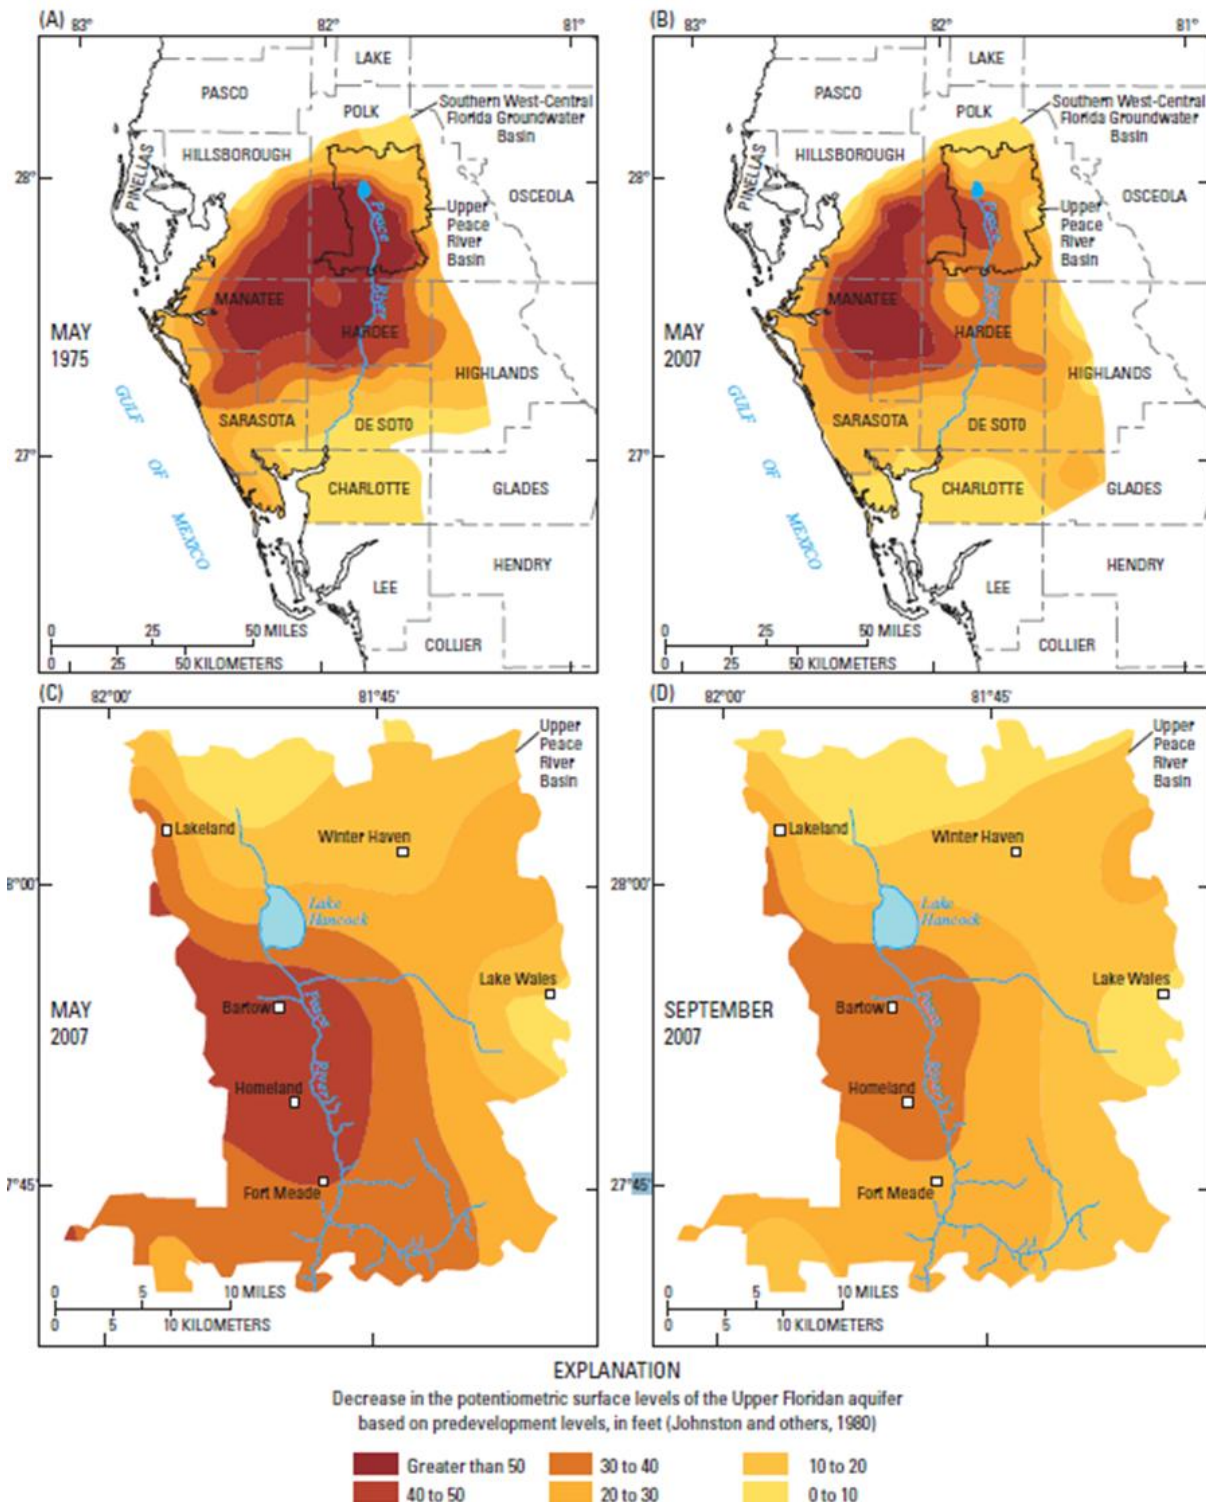 (A)
83°
82°
81°
LAKE
PASCO
POLK
Southern West-Central
Florida Groundwater
Basin
HILLSBOROUGH
PINELLAS
28°
OSCEOLA
Peace
River
Upper
Peace
River
Basin
MANATEE
HARDEE
MAY
1975
HIGHLANDS
GULF
OF
MEXICO
SARASOTA
DE SOTO
27°
CHARLOTTE
GLADES
HENDRY
LEE
COLLIER
0 25 50 MILES
0 25 50 KILOMETERS
(B)
83°
82°
81°
LAKE
PASCO
POLK
Southern West-Central
Florida Groundwater
Basin
HILLSBOROUGH
PINELLAS
28°
OSCEOLA
Peace
River
Upper
Peace
River
Basin
MANATEE
HARDEE
MAY
2007
HIGHLANDS
GULF
OF
MEXICO
SARASOTA
DE SOTO
27°
CHARLOTTE
GLADES
HENDRY
LEE
COLLIER
0 25 50 MILES
0 25 50 KILOMETERS
(C)
82°00'
81°45'
Upper
Peace
River
Basin
Lakeland
Winter Haven
8°00'
Lake
Hancock
Lake Wales
Bartow
Peace
River
MAY
2007
Homeland
7°45'
Fort Meade
0 5 10 MILES
0 5 10 KILOMETERS
(D)
82°00'
81°45'
Upper
Peace
River
Basin
Lakeland
Winter Haven
28°00'
Lake
Hancock
Lake Wales
Bartow
Peace
River
SEPTEMBER
2007
Homeland
27°45'
Fort Meade
0 5 10 MILES
0 5 10 KILOMETERS
EXPLANATION
Decrease in the potentiometric surface levels of the Upper Floridan aquifer
based on predevelopment levels, in feet (Johnston and others, 1980)
Greater than 50 30 to 40 10 to 20
40 to 50 20 to 30 0 to 10